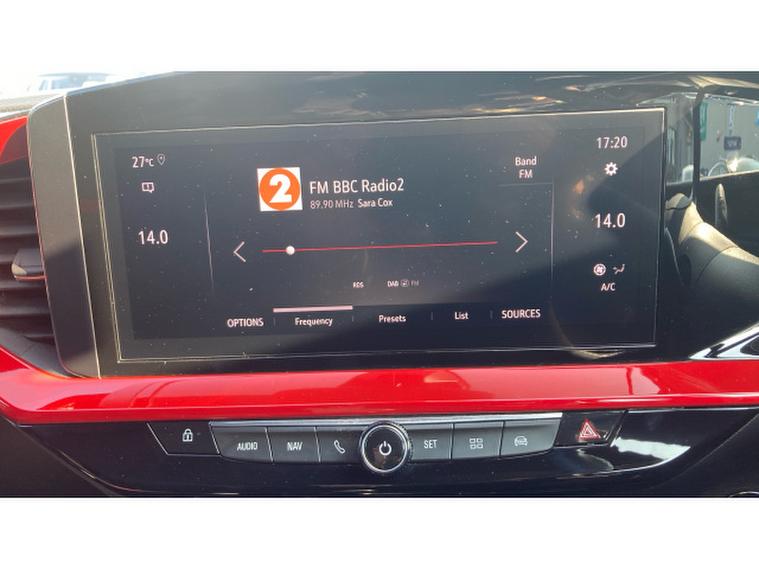 27°C
17:20
2
FM BBC Radio2
89.90 MHz Sara Cox
Band
FM
14.0
14.0
RDS DAB FM
A/C
OPTIONS Frequency Presets List SOURCES
AUDIO NAV SET